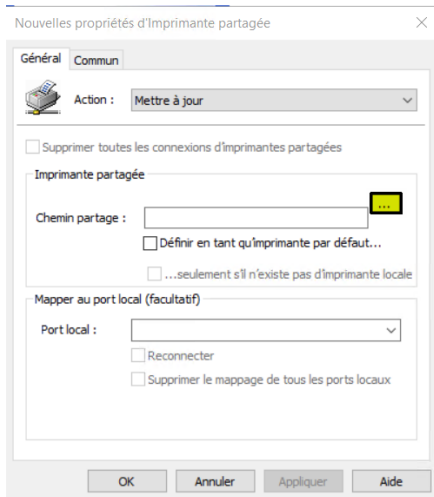 Nouvelles propriétés d'Imprimante partagée
Général Commun
Action : Mettre à jour
Supprimer toutes les connexions d'imprimantes partagées
Imprimante partagée
...
Chemin partage :
Définir en tant qu'imprimante par défaut...
...seulement s'il n'existe pas d'imprimante locale
Mapper au port local (facultatif)
Port local :
Reconnecter
Supprimer le mappage de tous les ports locaux
OK Annuler Appliquer Aide